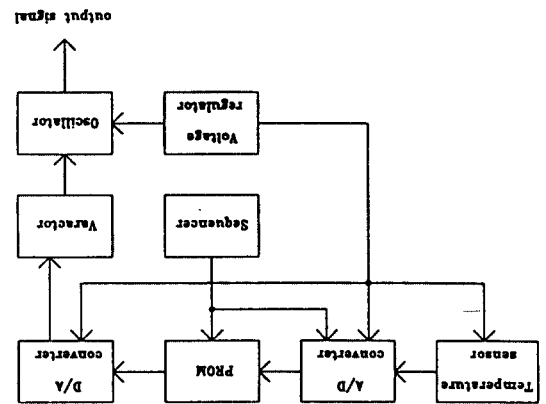 Temperature
sensor
A/D
converter
PROM
D/A
converter
Sequencer
Varactor
Voltage
regulator
Oscillator
output signal